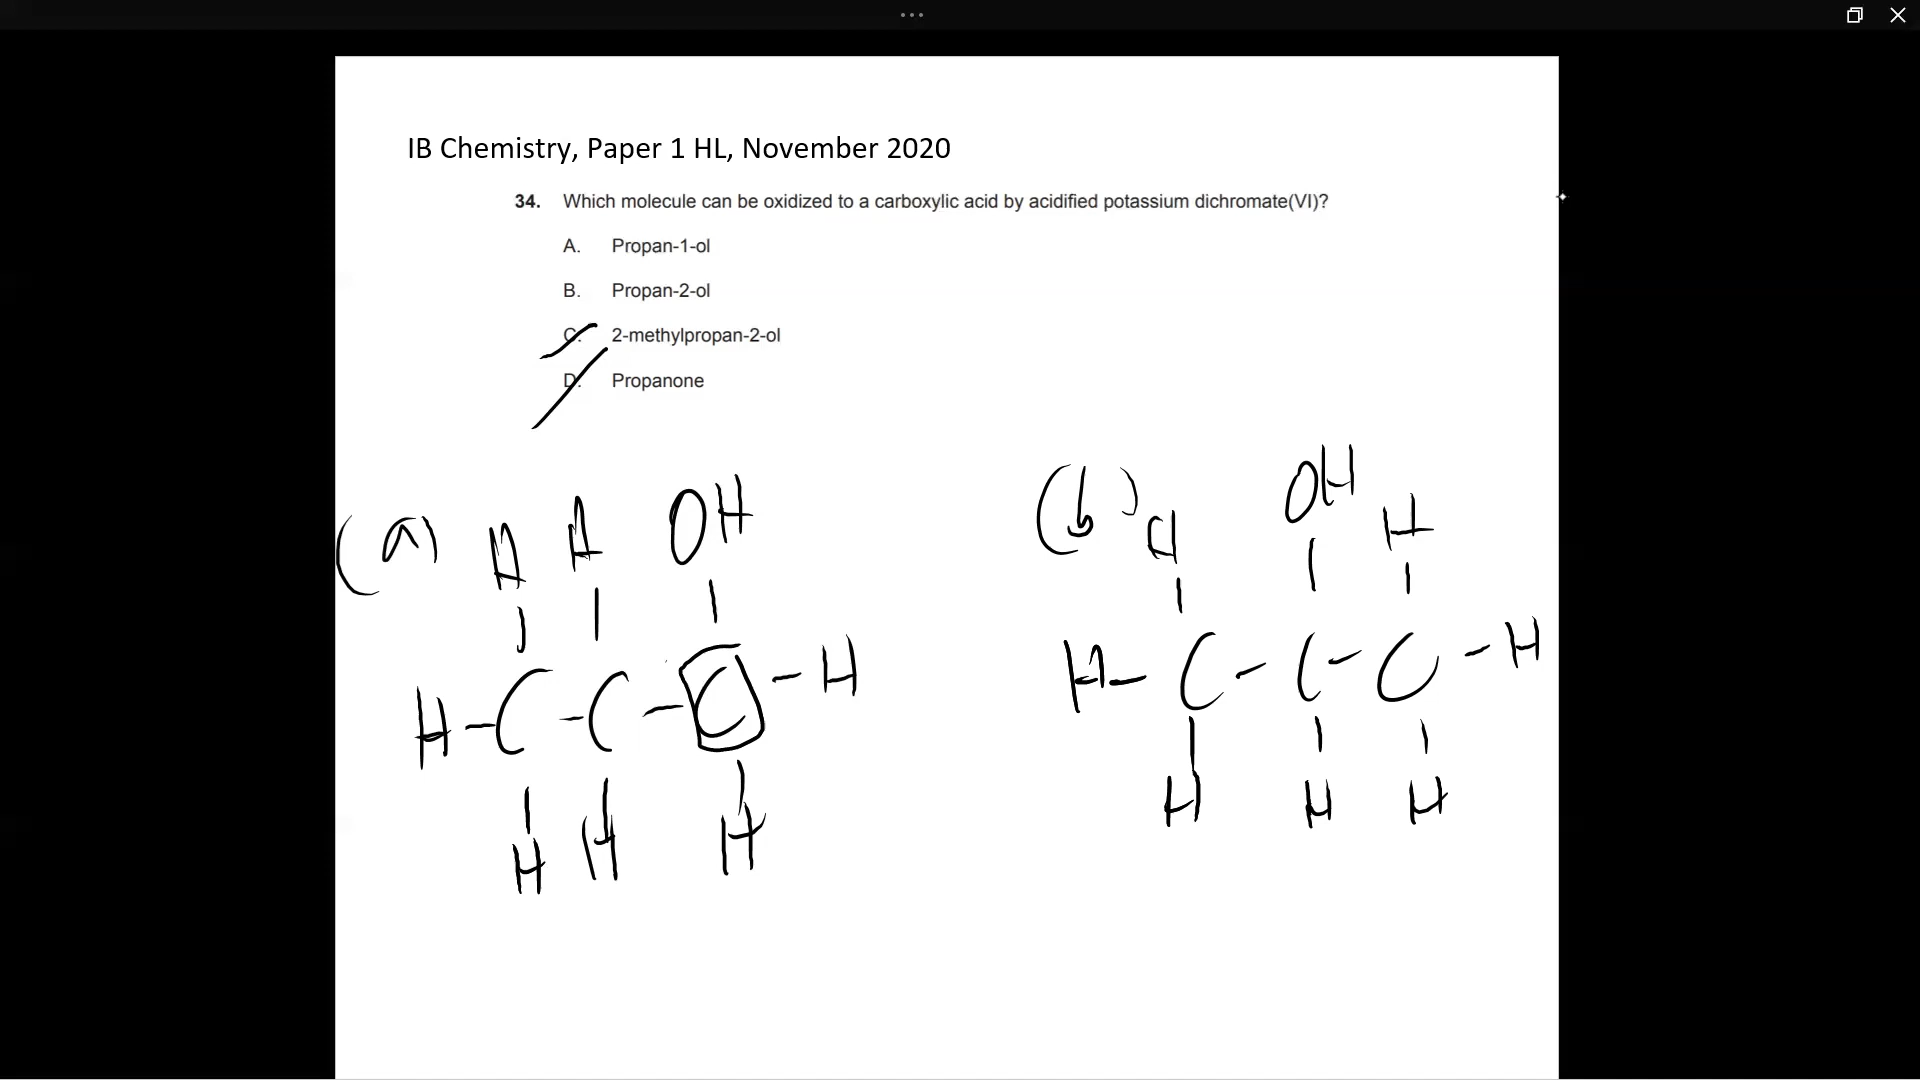 IB Chemistry, Paper 1 HL, November 2020
34. Which molecule can be oxidized to a carboxylic acid by acidified potassium dichromate(VI)?
A. Propan-1-ol
B. Propan-2-ol
C. 2-methylpropan-2-ol
D. Propanone
(a) H H OH
H-C-C-C-H
H H H
(b) H OH H
H-C-C-C-H
H H H